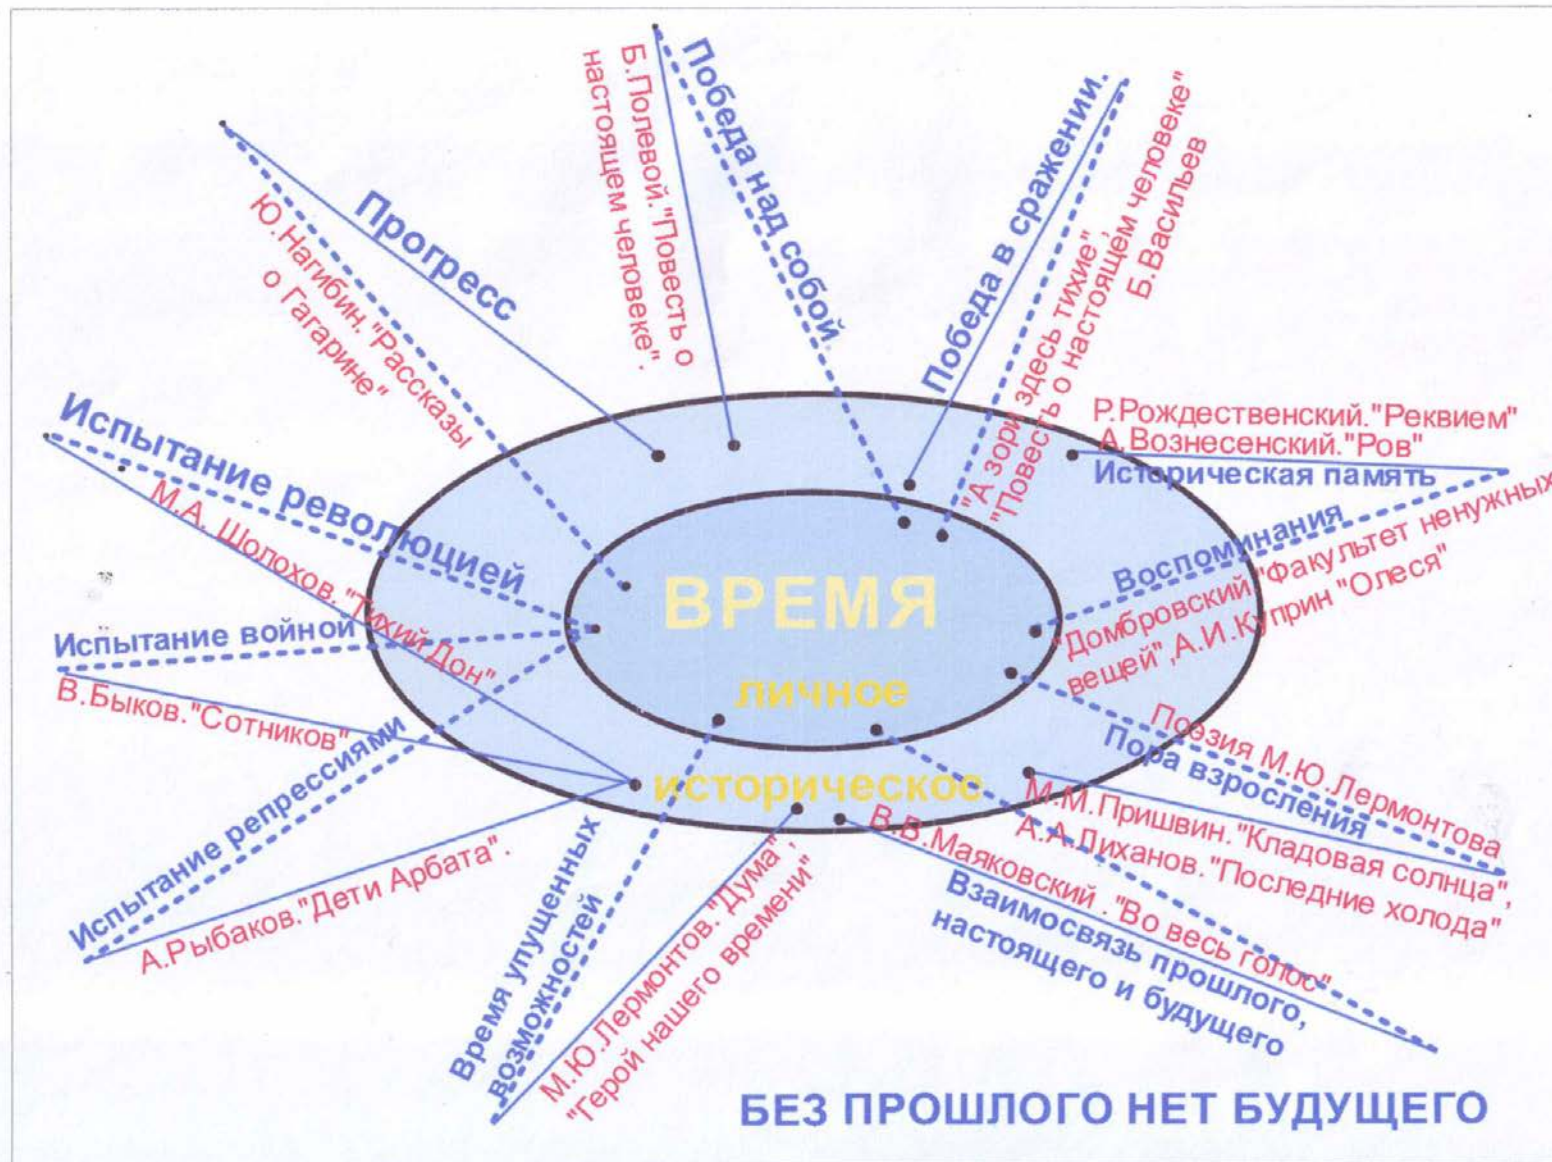 Прогресс
Ю.Нагибин."Рассказы
о Гагарине"
Б.Полевой."Повесть о
настоящем человеке".
Победа над собой.
Победа в сражении.
"А зори здесь тихие",
"Повесть о настоящем человеке"
Б.Васильев
Р.Рождественский."Реквием"
А.Вознесенский."Ров"
Историческая память
Воспоминания
"Домбровский."Факультет ненужных
вещей",А.И.Куприн "Олеся"
Поэзия М.Ю.Лермонтова
Пора взросления
М.М.Пришвин."Кладовая солнца",
А.А.Лиханов."Последние холода"
В.В.Маяковский."Во весь голос"
Взаимосвязь прошлого,
настоящего и будущего
М.Ю.Лермонтов."Дума",
"Герой нашего времени"
Время упущенных
возможностей
Испытание репрессиями
А.Рыбаков."Дети Арбата".
Испытание войной
В.Быков."Сотников"
Испытание революцией
М.А. Шолохов."Тихий Дон"
ВРЕМЯ
личное
историческое
БЕЗ ПРОШЛОГО НЕТ БУДУЩЕГО